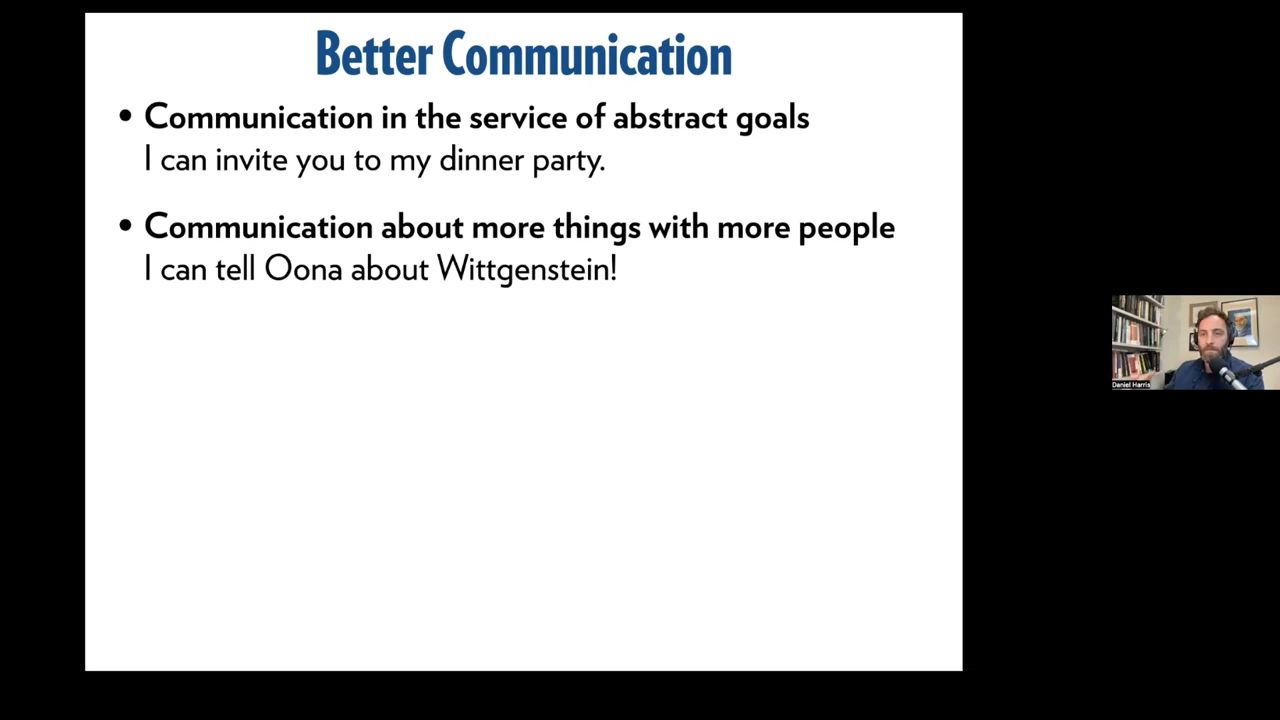 Better Communication
• Communication in the service of abstract goals
I can invite you to my dinner party.
• Communication about more things with more people
I can tell Oona about Wittgenstein!
Daniel Harris